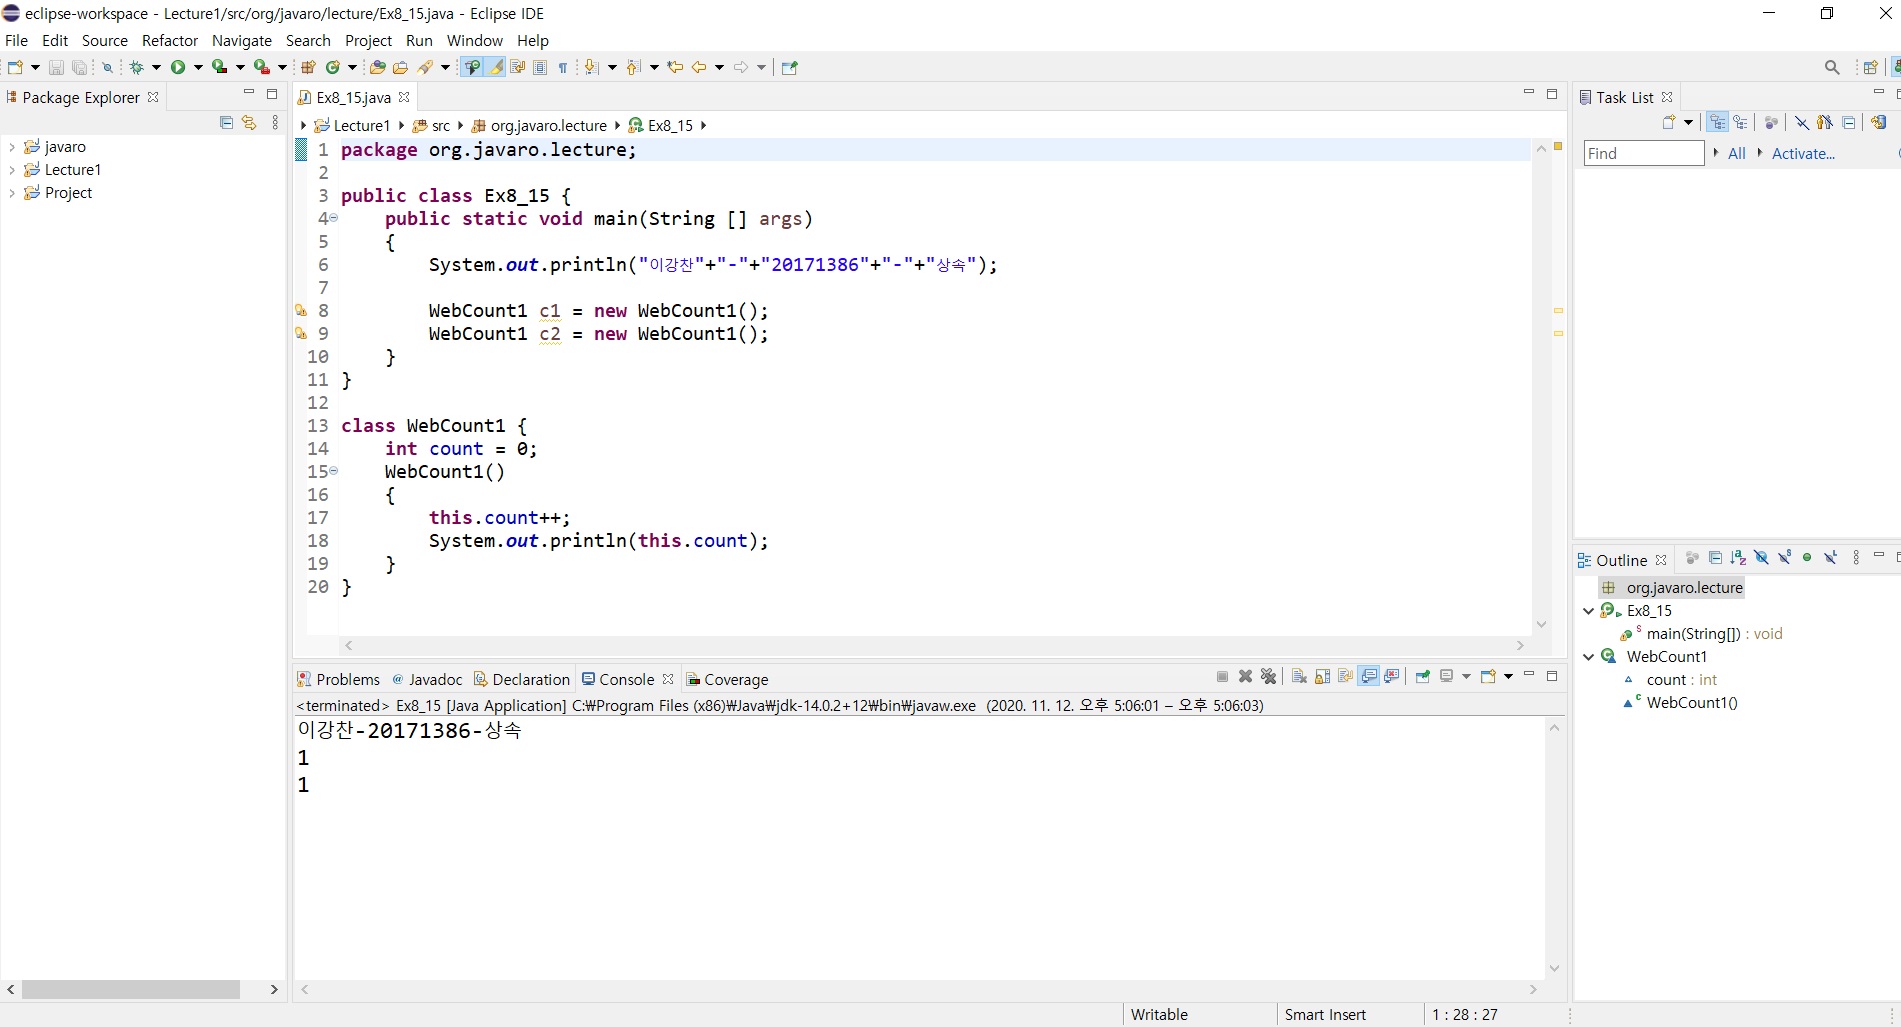 eclipse-workspace - Lecture1/src/org/javaro/lecture/Ex8_15.java - Eclipse IDE
File Edit Source Refactor Navigate Search Project Run Window Help
Package Explorer
javaro
Lecture1
Project
Ex8_15.java
Lecture1 src org.javaro.lecture Ex8_15
1 package org.javaro.lecture;
2
3 public class Ex8_15 {
4 public static void main(String [] args)
5 {
6 System.out.println("이강찬"+"-"+"20171386"+"-"+"상속");
7
8 WebCount1 c1 = new WebCount1();
9 WebCount1 c2 = new WebCount1();
10 }
11 }
12
13 class WebCount1 {
14 int count = 0;
15 WebCount1()
16 {
17 this.count++;
18 System.out.println(this.count);
19 }
20 }
Problems @ Javadoc Declaration Console Coverage
<terminated> Ex8_15 [Java Application] C:₩Program Files (x86)₩Java₩jdk-14.0.2+12₩bin₩javaw.exe (2020. 11. 12. 오후 5:06:01 – 오후 5:06:03)
이강찬-20171386-상속
1
1
Task List
Find All Activate...
Outline
org.javaro.lecture
Ex8_15
main(String[]) : void
WebCount1
count : int
WebCount1()
Writable Smart Insert 1 : 28 : 27